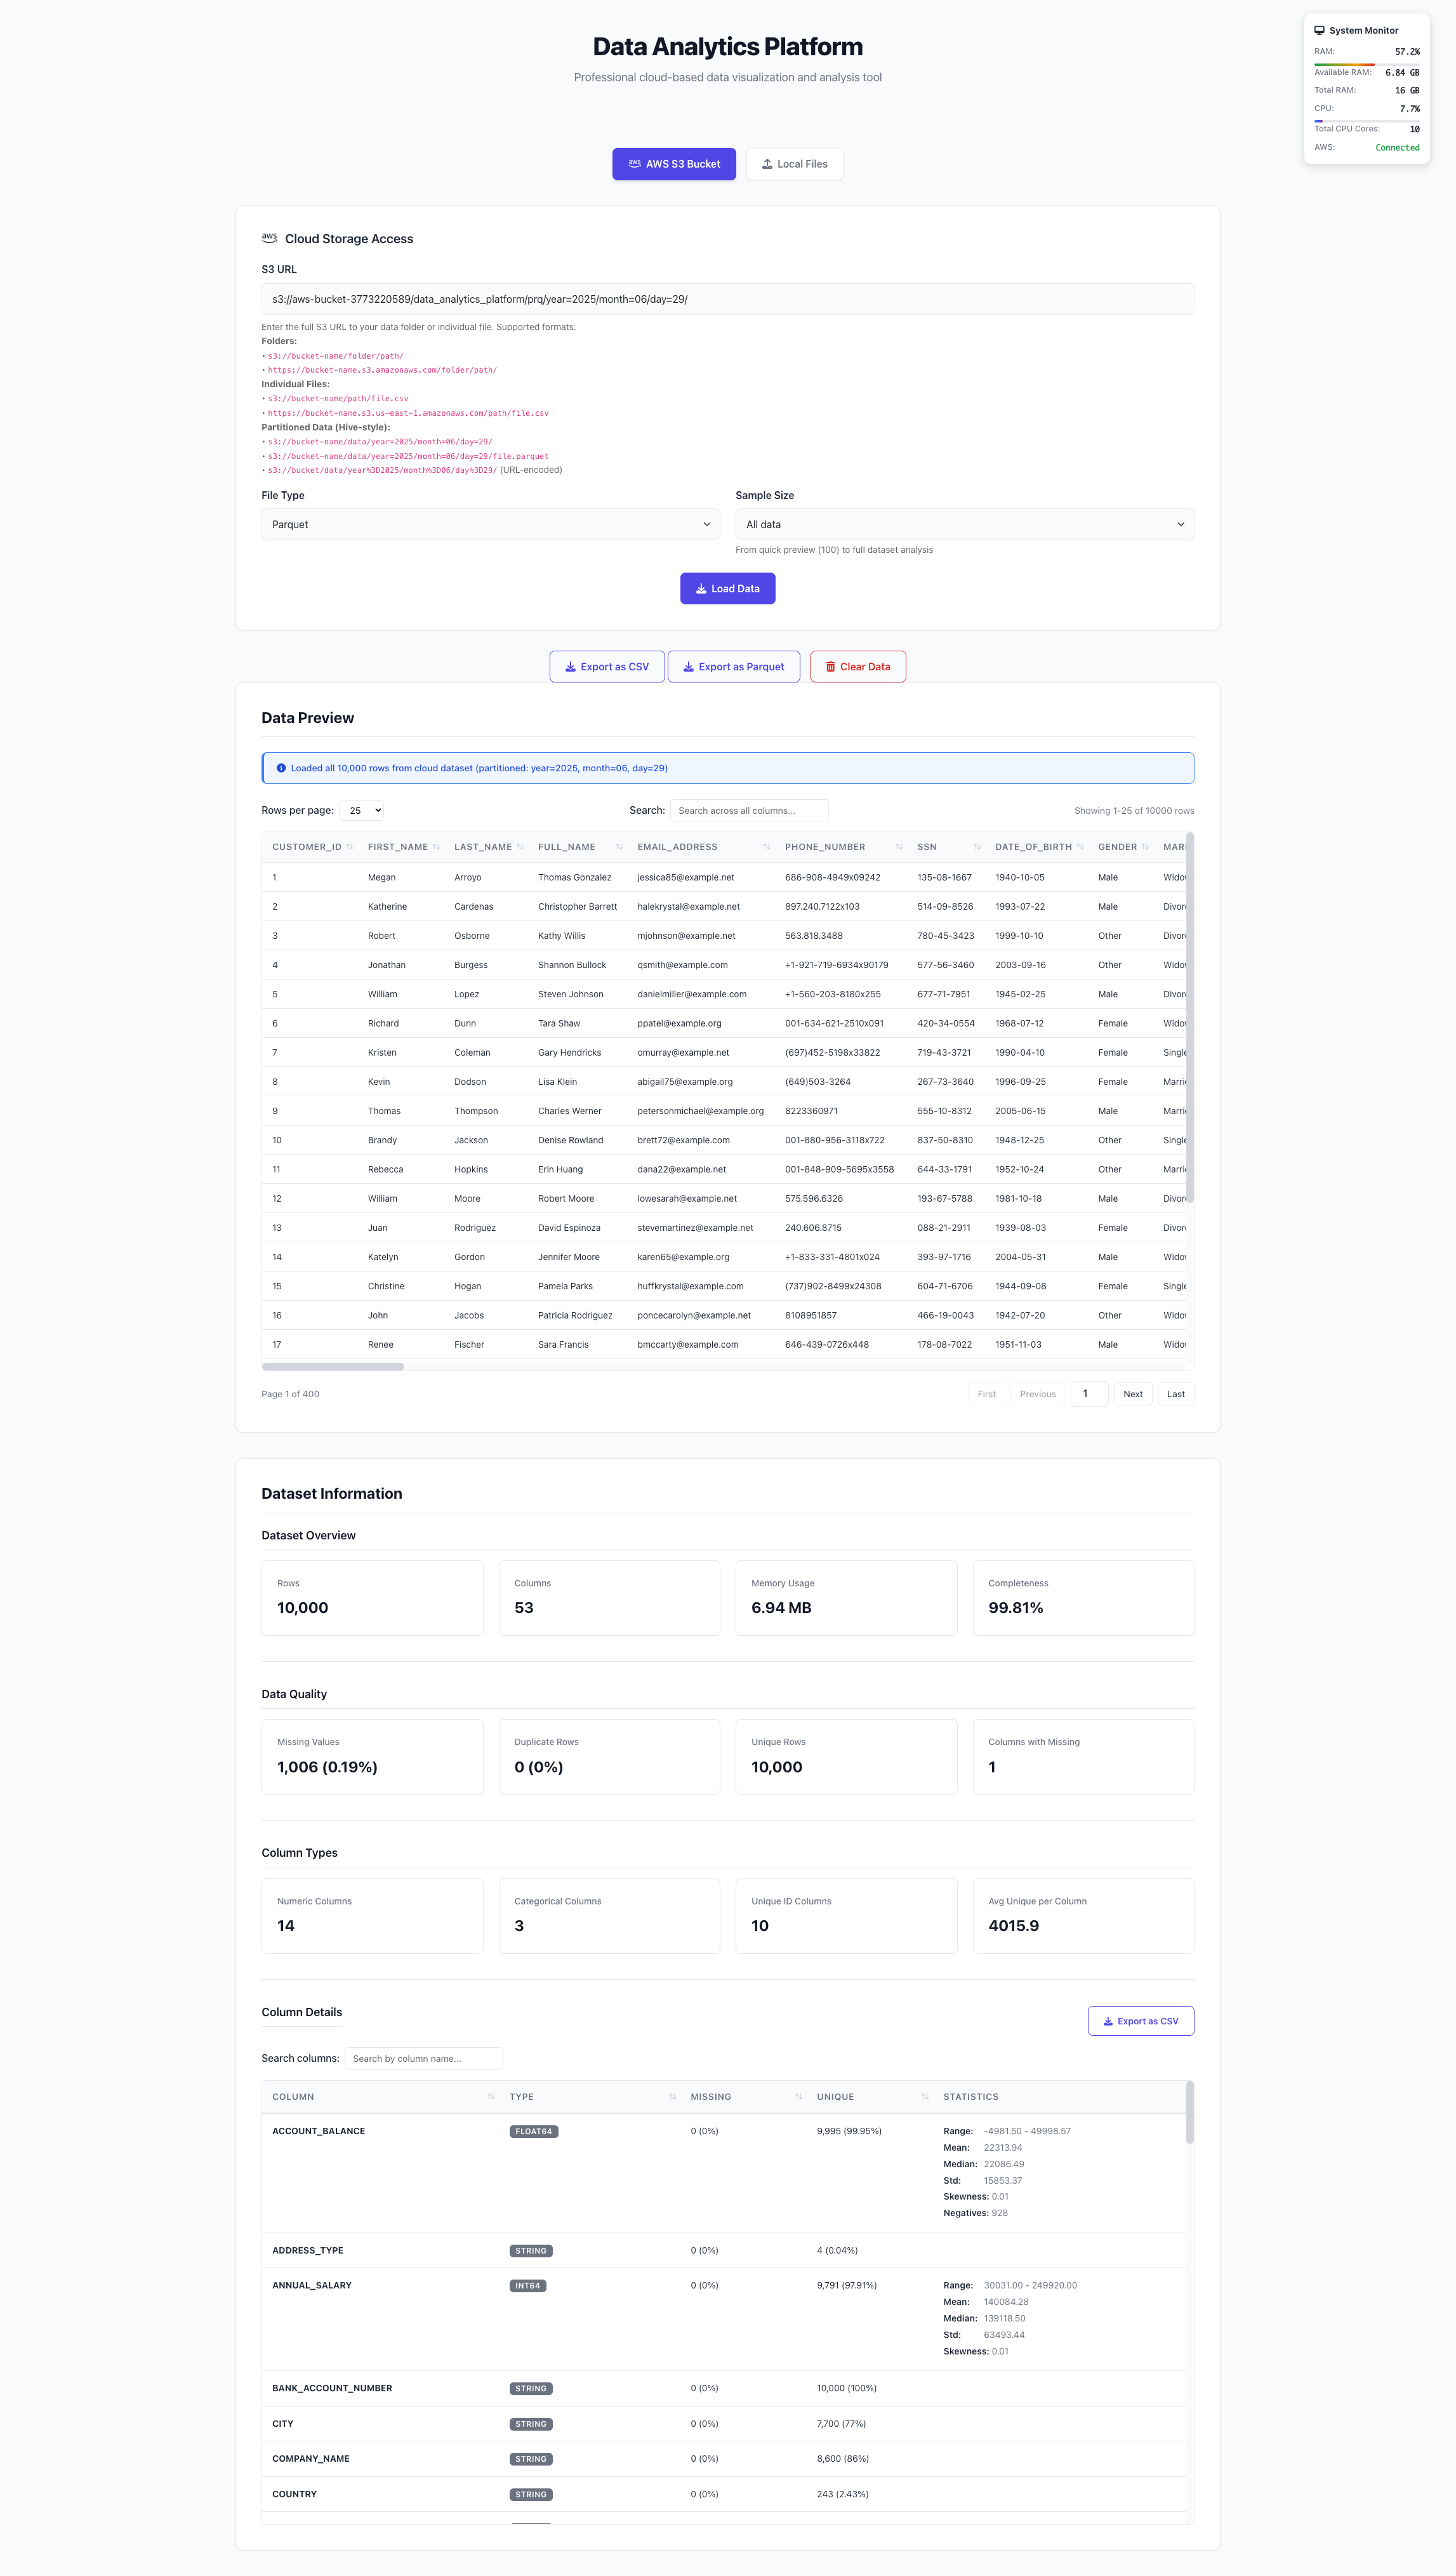 Data Analytics Platform
Professional cloud-based data visualization and analysis tool
System Monitor
RAM: 57.2%
Available RAM: 6.84 GB
Total RAM: 16 GB
CPU: 7.7%
Total CPU Cores: 10
AWS: Connected
aws AWS S3 Bucket Local Files
aws Cloud Storage Access
S3 URL
s3://aws-bucket-3773220589/data_analytics_platform/prq/year=2025/month=06/day=29/
Enter the full S3 URL to your data folder or individual file. Supported formats:
Folders:
• s3://bucket-name/folder/path/
• https://bucket-name.s3.amazonaws.com/folder/path/
Individual Files:
• s3://bucket-name/path/file.csv
• https://bucket-name.s3.us-east-1.amazonaws.com/path/file.csv
Partitioned Data (Hive-style):
• s3://bucket-name/data/year=2025/month=06/day=29/
• s3://bucket-name/data/year=2025/month=06/day=29/file.parquet
• s3://bucket/data/year%3D2025/month%3D06/day%3D29/ (URL-encoded)
File Type Sample Size
Parquet All data
From quick preview (100) to full dataset analysis
Load Data
Export as CSV Export as Parquet Clear Data
Data Preview
Loaded all 10,000 rows from cloud dataset (partitioned: year=2025, month=06, day=29)
Rows per page: 25 Search: Search across all columns... Showing 1-25 of 10000 rows
CUSTOMER_ID FIRST_NAME LAST_NAME FULL_NAME EMAIL_ADDRESS PHONE_NUMBER SSN DATE_OF_BIRTH GENDER MARI
1 Megan Arroyo Thomas Gonzalez jessica85@example.net 686-908-4949x09242 135-08-1667 1940-10-05 Male Widow
2 Katherine Cardenas Christopher Barrett halekrystal@example.net 897.240.7122x103 514-09-8526 1993-07-22 Male Divorc
3 Robert Osborne Kathy Willis mjohnson@example.net 563.818.3488 780-45-3423 1999-10-10 Other Divorc
4 Jonathan Burgess Shannon Bullock qsmith@example.com +1-921-719-6934x90179 577-56-3460 2003-09-16 Other Widow
5 William Lopez Steven Johnson danielmiller@example.com +1-560-203-8180x255 677-71-7951 1945-02-25 Male Divorc
6 Richard Dunn Tara Shaw ppatel@example.org 001-634-621-2510x091 420-34-0554 1968-07-12 Female Widow
7 Kristen Coleman Gary Hendricks omurray@example.net (697)452-5198x33822 719-43-3721 1990-04-10 Female Single
8 Kevin Dodson Lisa Klein abigail75@example.org (649)503-3264 267-73-3640 1996-09-25 Female Marrie
9 Thomas Thompson Charles Werner petersonmichael@example.org 8223360971 555-10-8312 2005-06-15 Male Marrie
10 Brandy Jackson Denise Rowland brett72@example.com 001-880-956-3118x722 837-50-8310 1948-12-25 Other Single
11 Rebecca Hopkins Erin Huang dana22@example.net 001-848-909-5695x3558 644-33-1791 1952-10-24 Other Marrie
12 William Moore Robert Moore lowesarah@example.net 575.596.6326 193-67-5788 1981-10-18 Male Divorc
13 Juan Rodriguez David Espinoza stevemartinez@example.net 240.606.8715 088-21-2911 1939-08-03 Female Divorc
14 Katelyn Gordon Jennifer Moore karen65@example.org +1-833-331-4801x024 393-97-1716 2004-05-31 Male Widow
15 Christine Hogan Pamela Parks huffkrystal@example.com (737)902-8499x24308 604-71-6706 1944-09-08 Female Single
16 John Jacobs Patricia Rodriguez poncecarolyn@example.net 8108951857 466-19-0043 1942-07-20 Other Widow
17 Renee Fischer Sara Francis bmccarty@example.com 646-439-0726x448 178-08-7022 1951-11-03 Male Widow
Page 1 of 400 First Previous 1 Next Last
Dataset Information
Dataset Overview
Rows Columns Memory Usage Completeness
10,000 53 6.94 MB 99.81%
Data Quality
Missing Values Duplicate Rows Unique Rows Columns with Missing
1,006 (0.19%) 0 (0%) 10,000 1
Column Types
Numeric Columns Categorical Columns Unique ID Columns Avg Unique per Column
14 3 10 4015.9
Column Details Export as CSV
Search columns: Search by column name...
COLUMN TYPE MISSING UNIQUE STATISTICS
ACCOUNT_BALANCE FLOAT64 0 (0%) 9,995 (99.95%) Range: -4981.50 - 49998.57
Mean: 22313.94
Median: 22086.49
Std: 15853.37
Skewness: 0.01
Negatives: 928
ADDRESS_TYPE STRING 0 (0%) 4 (0.04%)
ANNUAL_SALARY INT64 0 (0%) 9,791 (97.91%) Range: 30031.00 - 249920.00
Mean: 140084.28
Median: 139118.50
Std: 63493.44
Skewness: 0.01
BANK_ACCOUNT_NUMBER STRING 0 (0%) 10,000 (100%)
CITY STRING 0 (0%) 7,700 (77%)
COMPANY_NAME STRING 0 (0%) 8,600 (86%)
COUNTRY STRING 0 (0%) 243 (2.43%)